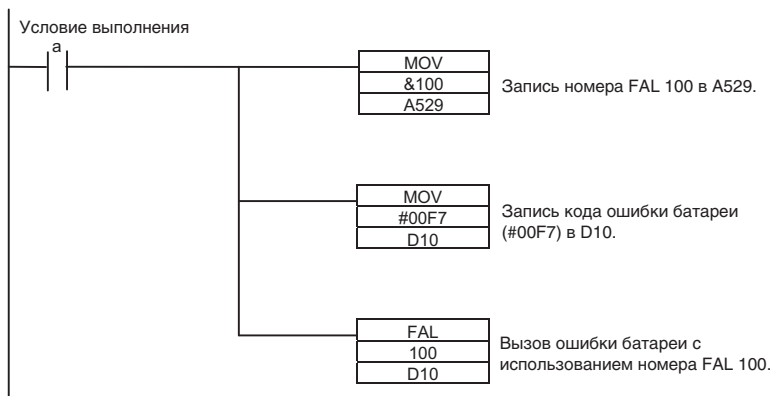 Условие выполнения
a
MOV
&100
A529
Запись номера FAL 100 в A529.
MOV
#00F7
D10
Запись кода ошибки батареи
(#00F7) в D10.
FAL
100
D10
Вызов ошибки батареи с
использованием номера FAL 100.